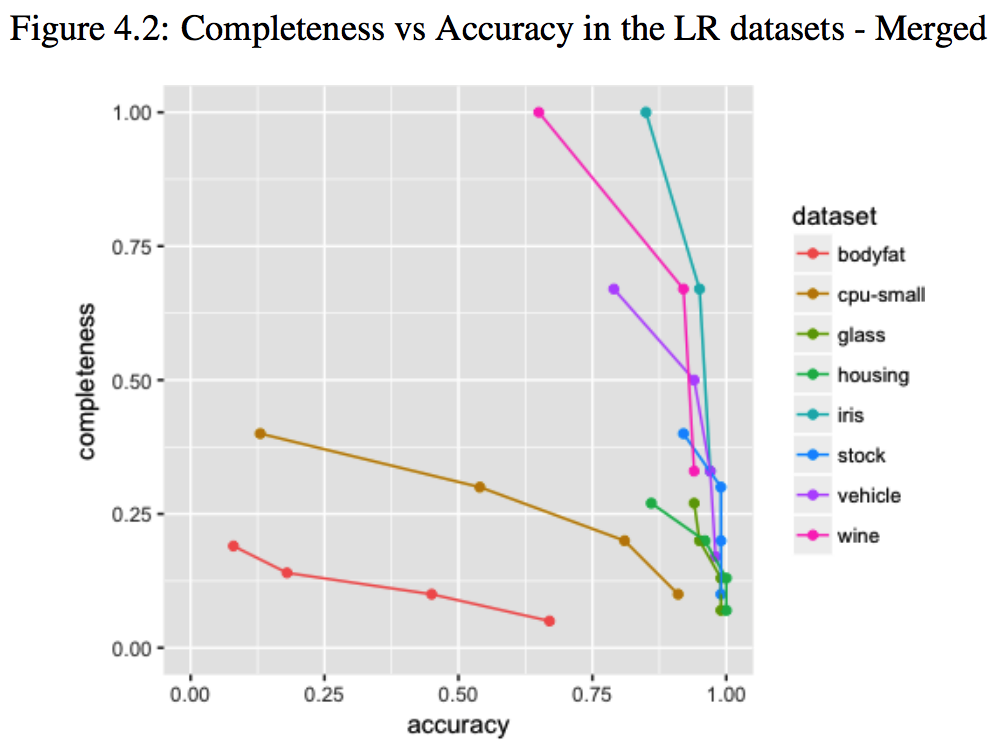 Figure 4.2: Completeness vs Accuracy in the LR datasets - Merged
1.00
0.75
0.50
0.25
0.00
completeness
0.00 0.25 0.50 0.75 1.00
accuracy
dataset
bodyfat
cpu-small
glass
housing
iris
stock
vehicle
wine